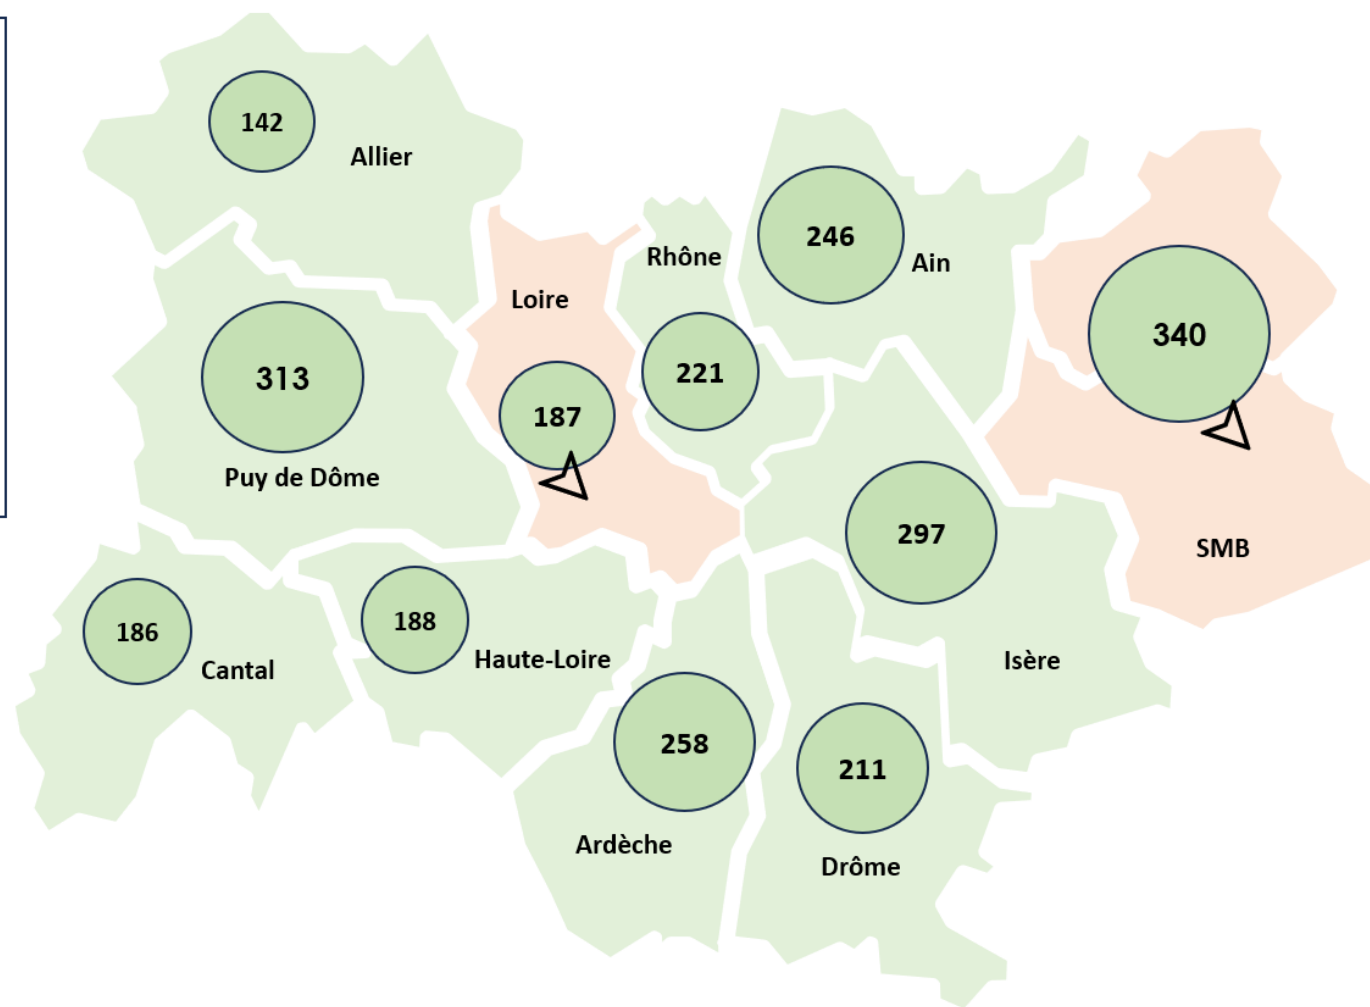 142
Allier
246
Rhône
Ain
Loire
340
313
221
187
Puy de Dôme
297
SMB
186
188
Cantal
Haute-Loire
Isère
258
211
Ardèche
Drôme